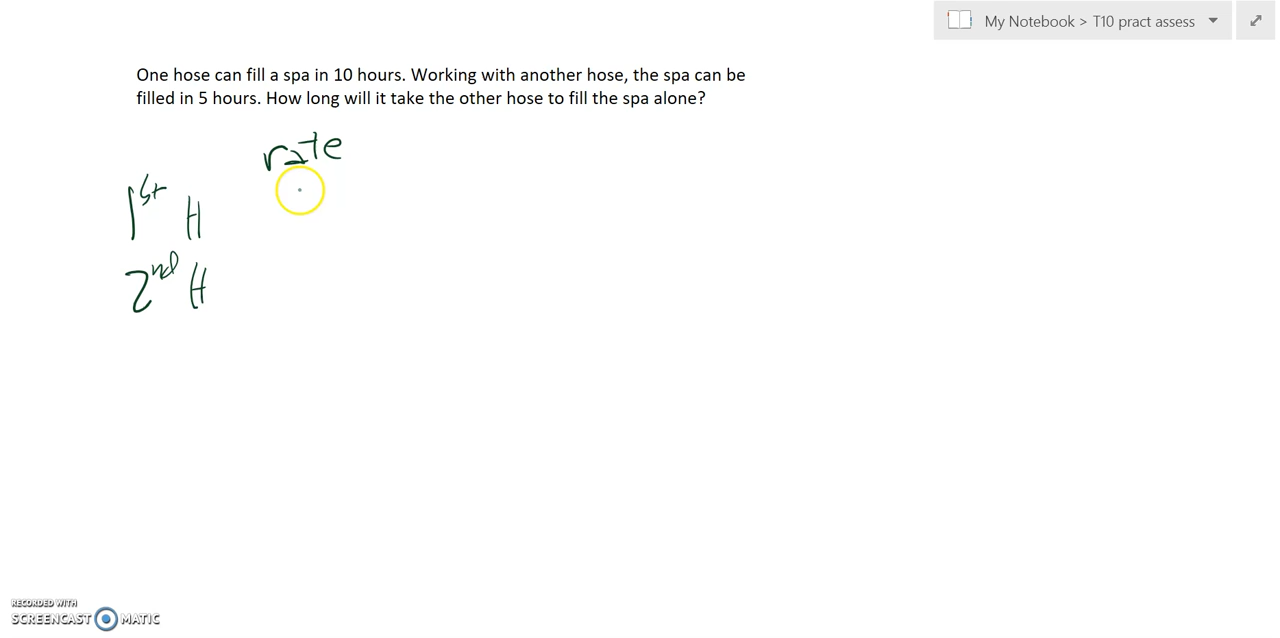 My Notebook > T10 pract assess
One hose can fill a spa in 10 hours. Working with another hose, the spa can be
filled in 5 hours. How long will it take the other hose to fill the spa alone?
rate
1st H
2nd H
RECORDED WITH
SCREENCAST MATIC